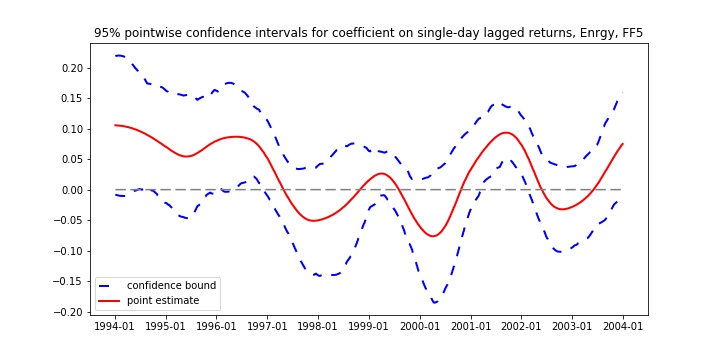 95% pointwise confidence intervals for coefficient on single-day lagged returns, Enrgy, FF5
0.20
0.15
0.10
0.05
0.00
−0.05
−0.10
−0.15
−0.20
confidence bound
point estimate
1994-01 1995-01 1996-01 1997-01 1998-01 1999-01 2000-01 2001-01 2002-01 2003-01 2004-01